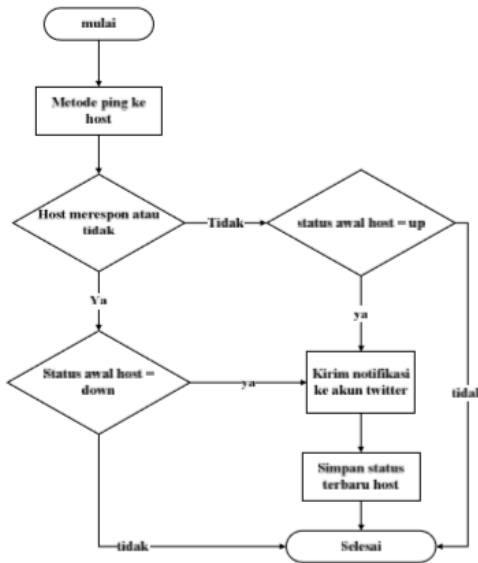 mulai
Metode ping ke
host
Host merespon atau
tidak
Tidak
status awal host = up
Ya
ya
Status awal host =
down
ya
Kirim notifikasi
ke akun twitter
tidak
Simpan status
terbaru host
tidak
Selesai